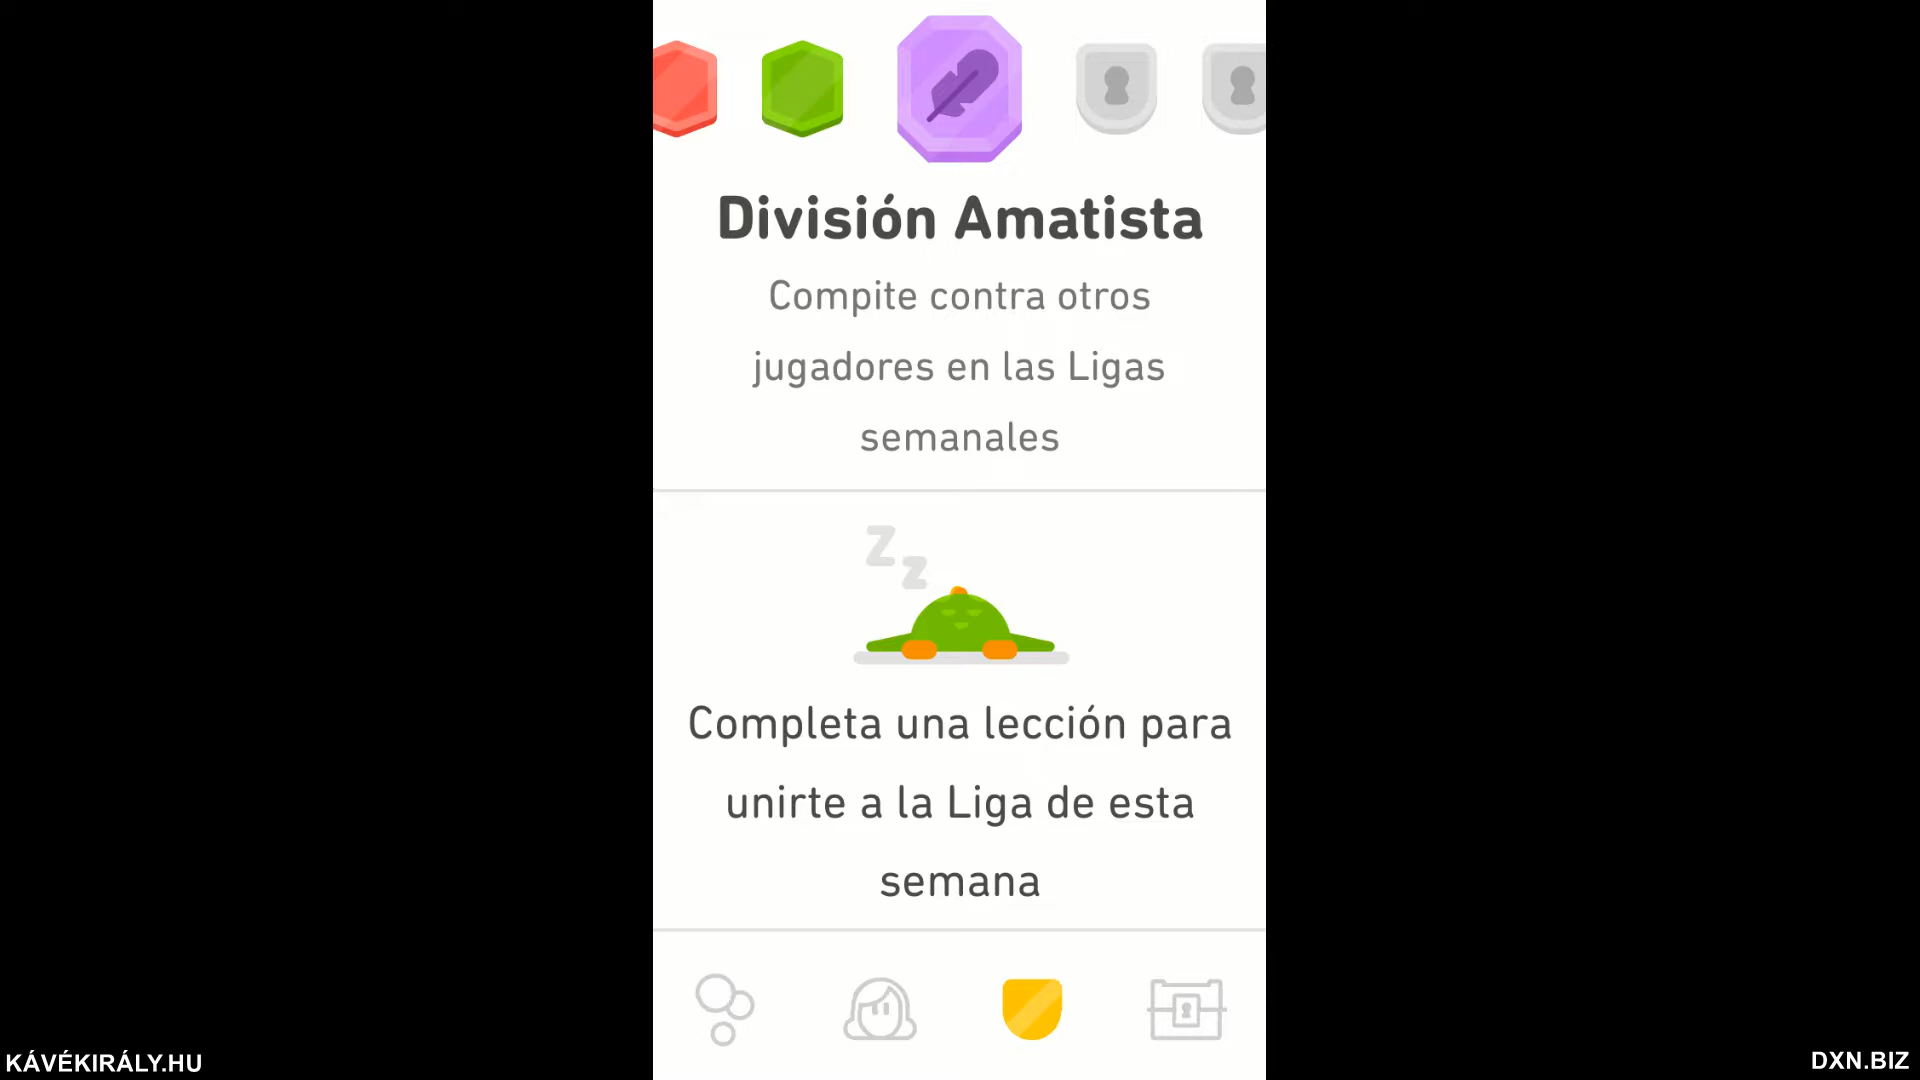 División Amatista
Compite contra otros
jugadores en las Ligas
semanales
Z
z
Completa una lección para
unirte a la Liga de esta
semana
KÁVÉKIRÁLY.HU
DXN.BIZ